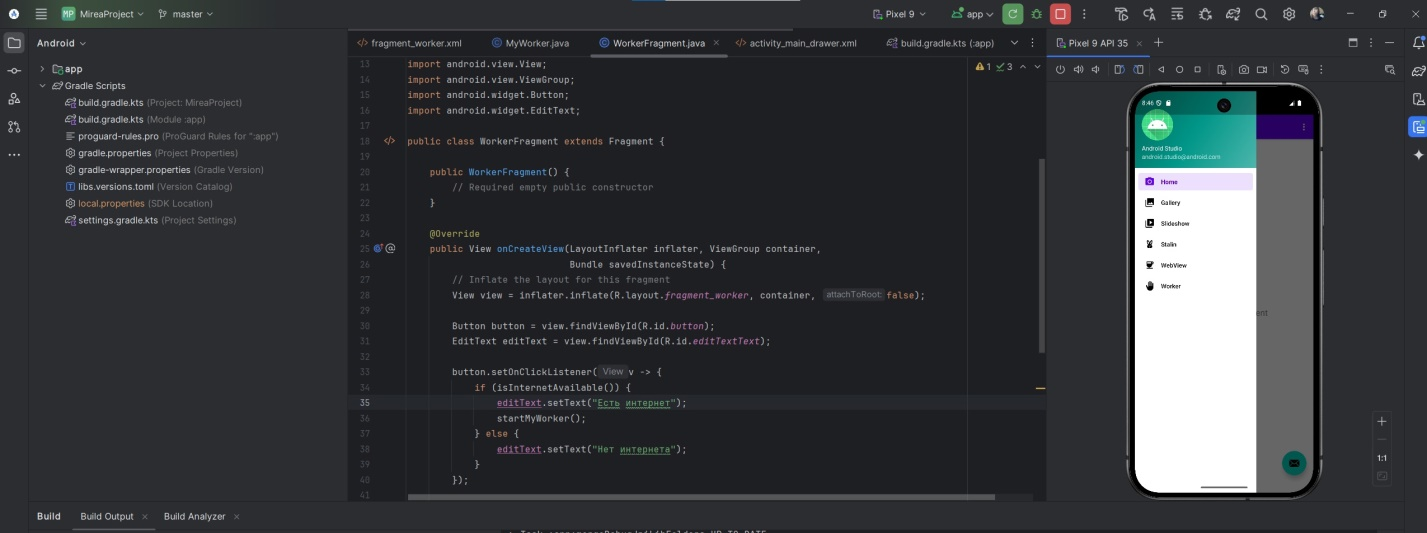 MP MireaProject master Pixel 9 app
Android
app
Gradle Scripts
build.gradle.kts (Project: MireaProject)
build.gradle.kts (Module :app)
proguard-rules.pro (ProGuard Rules for ":app")
gradle.properties (Project Properties)
gradle-wrapper.properties (Gradle Version)
libs.versions.toml (Version Catalog)
local.properties (SDK Location)
settings.gradle.kts (Project Settings)
fragment_worker.xml MyWorker.java WorkerFragment.java activity_main_drawer.xml build.gradle.kts (:app)
1 3
13 import android.view.View;
14 import android.view.ViewGroup;
15 import android.widget.Button;
16 import android.widget.EditText;
17
18 public class WorkerFragment extends Fragment {
19
20 public WorkerFragment() {
21 // Required empty public constructor
22 }
23
24 @Override
25 public View onCreateView(LayoutInflater inflater, ViewGroup container,
26 Bundle savedInstanceState) {
27 // Inflate the layout for this fragment
28 View view = inflater.inflate(R.layout.fragment_worker, container, attachToRoot: false);
29
30 Button button = view.findViewById(R.id.button);
31 EditText editText = view.findViewById(R.id.editTextText);
32
33 button.setOnClickListener( View v -> {
34 if (isInternetAvailable()) {
35 editText.setText("Есть интернет");
36 startMyWorker();
37 } else {
38 editText.setText("Нет интернета");
39 }
40 });
41
Pixel 9 API 35
8:46
Android Studio
android.studio@android.com
Home
Gallery
Slideshow
Stalin
WebView
Worker
ent
1:1
Build Build Output Build Analyzer